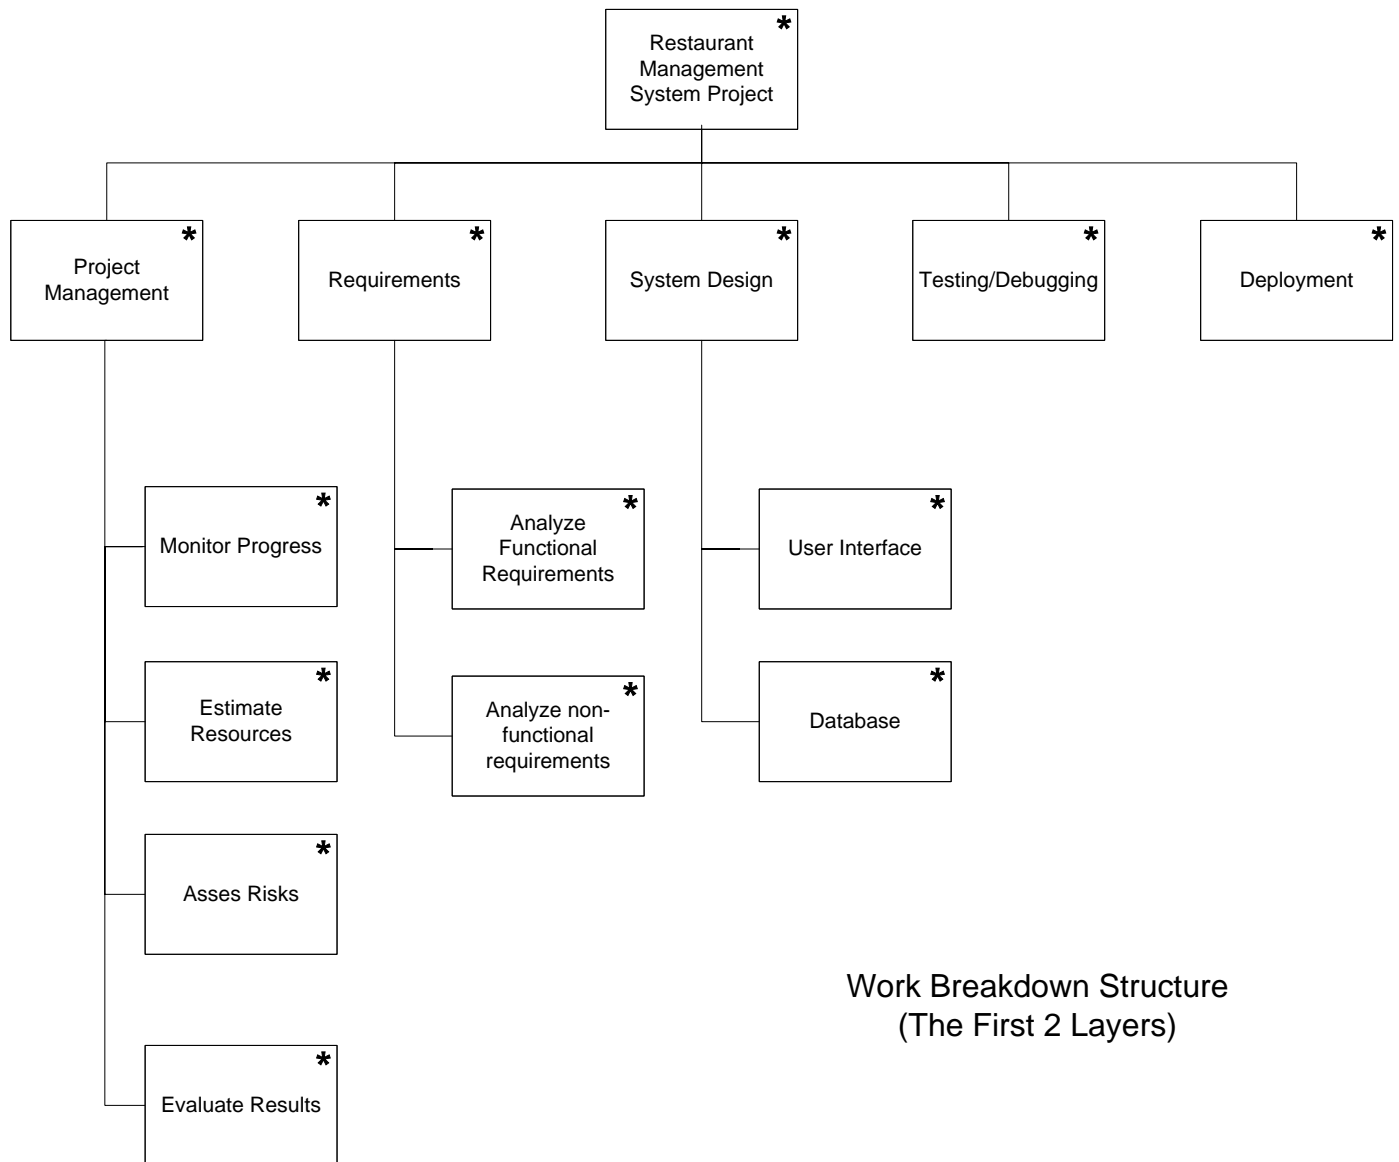 *
Restaurant
Management
System Project
*
Project
Management
*
Requirements
*
System Design
*
Testing/Debugging
*
Deployment
*
Monitor Progress
*
Estimate
Resources
*
Asses Risks
*
Evaluate Results
*
Analyze
Functional
Requirements
*
Analyze non-
functional
requirements
*
User Interface
*
Database
Work Breakdown Structure
(The First 2 Layers)